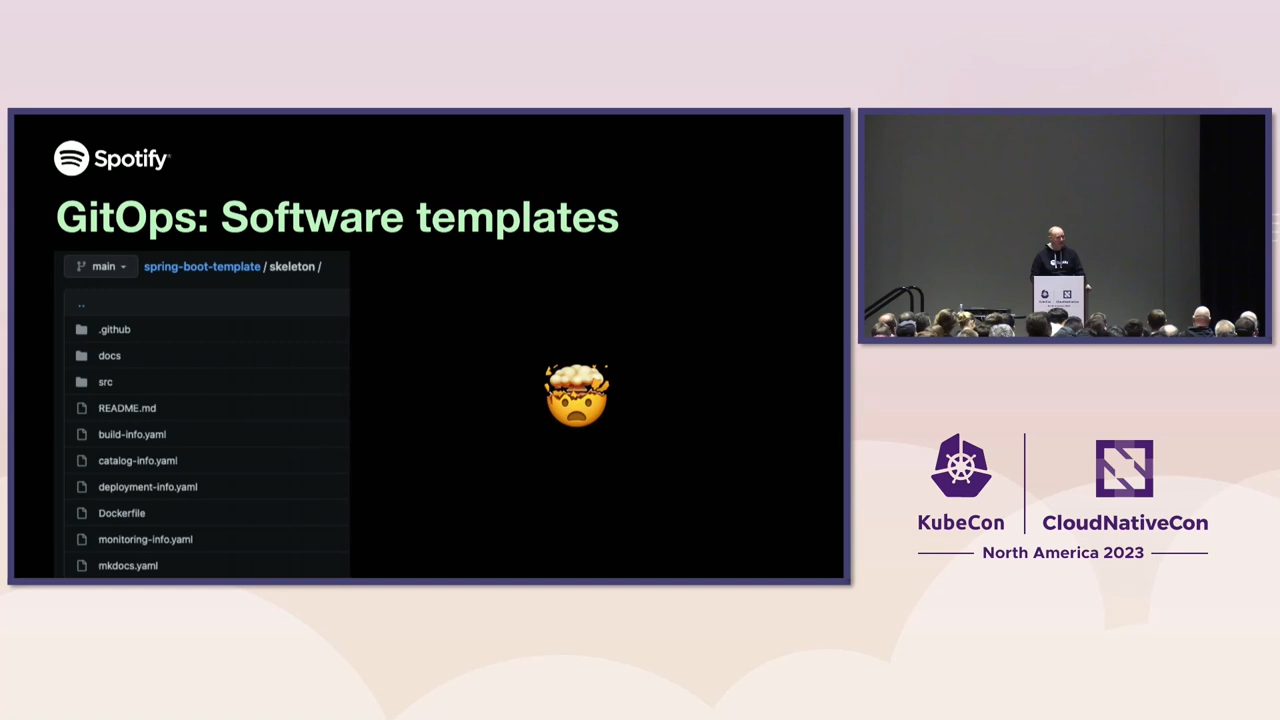 Spotify
GitOps: Software templates
main
spring-boot-template / skeleton /
..
.github
docs
src
README.md
build-info.yaml
catalog-info.yaml
deployment-info.yaml
Dockerfile
monitoring-info.yaml
mkdocs.yaml
KubeCon
CloudNativeCon
North America 2023